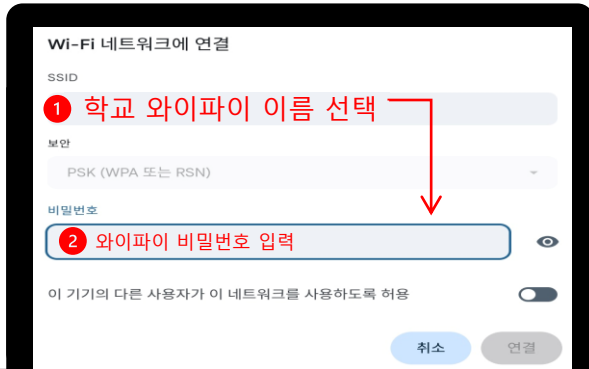 Wi-Fi 네트워크에 연결
SSID
1 학교 와이파이 이름 선택
보안
PSK (WPA 또는 RSN)
비밀번호
2 와이파이 비밀번호 입력
이 기기의 다른 사용자가 이 네트워크를 사용하도록 허용
취소 연결